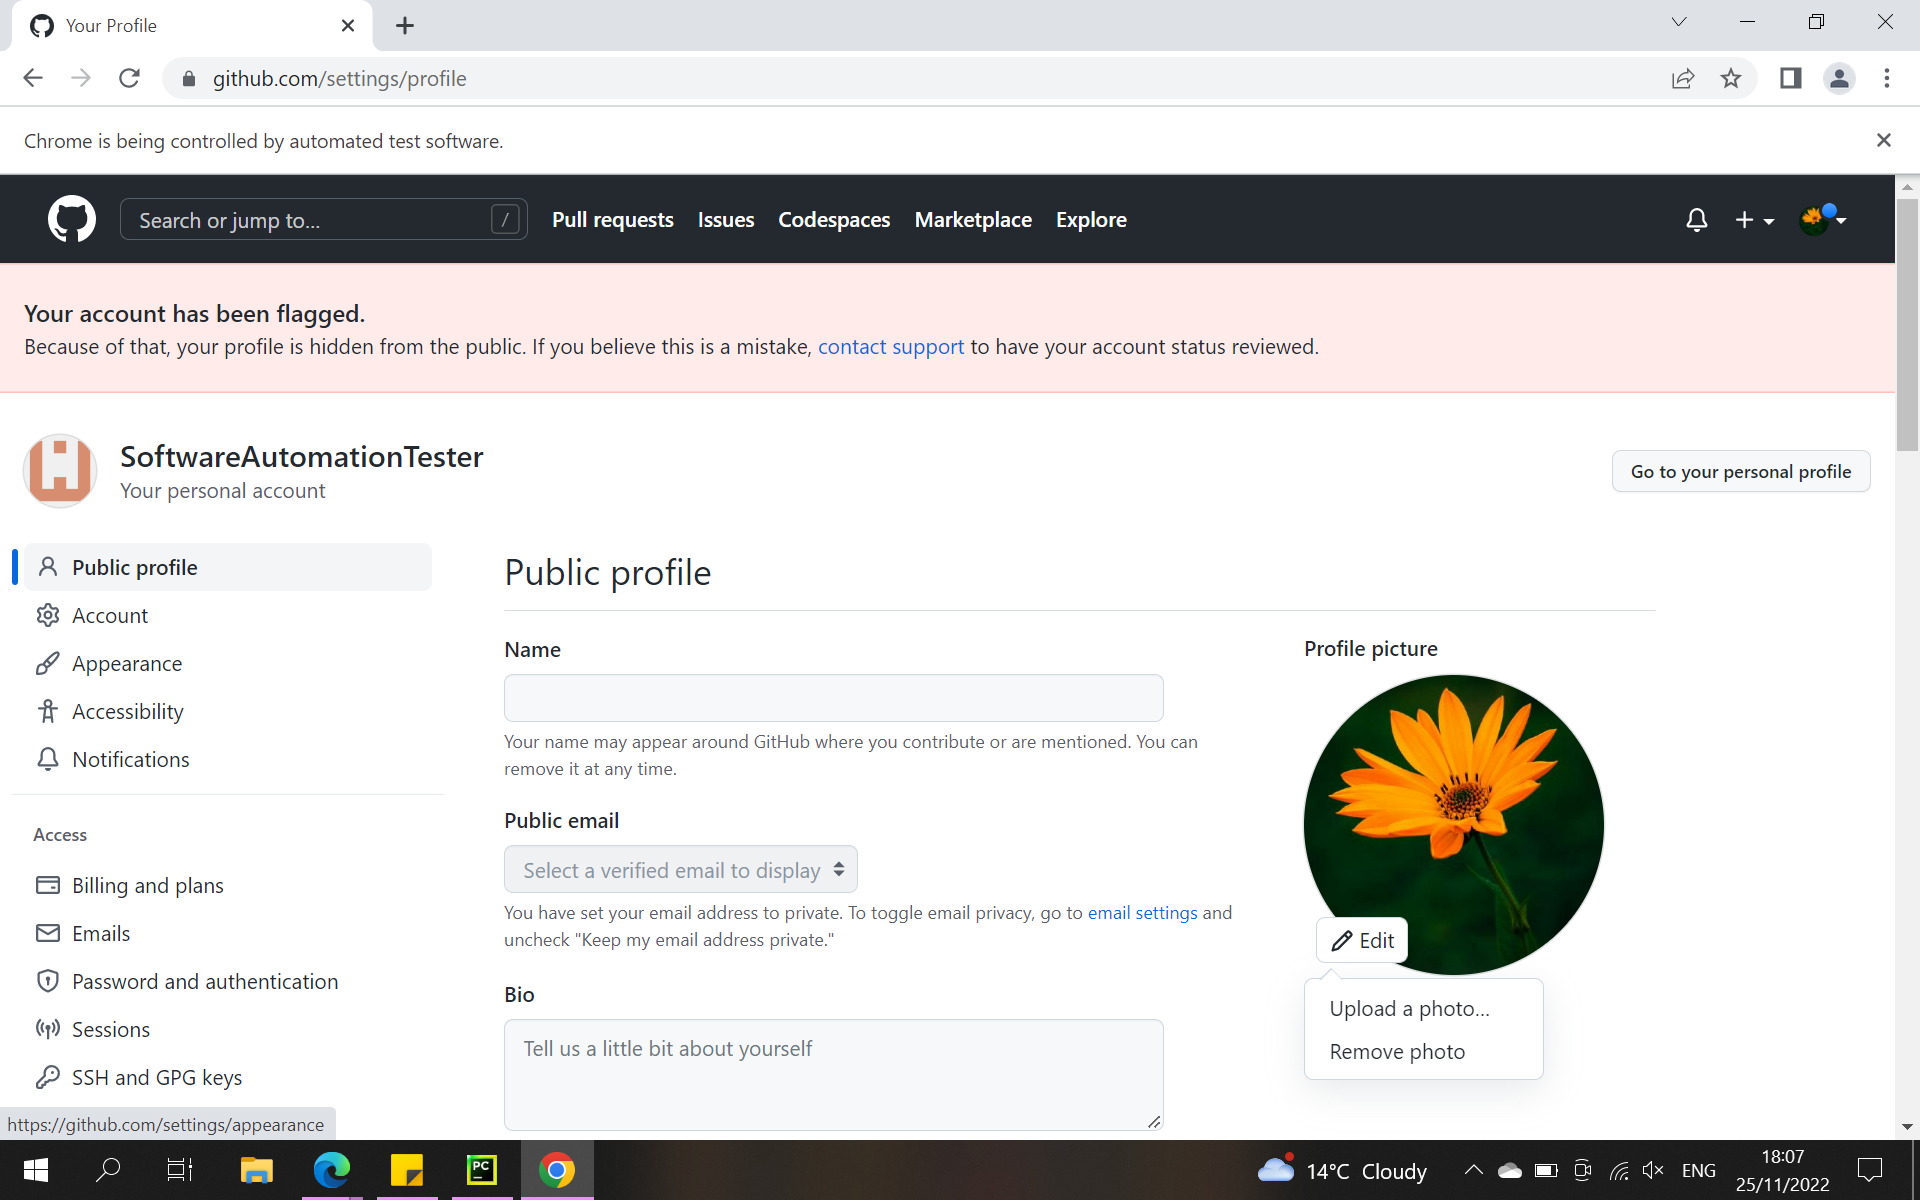 Your Profile
github.com/settings/profile
Chrome is being controlled by automated test software.
Search or jump to...
/
Pull requests
Issues
Codespaces
Marketplace
Explore
Your account has been flagged.
Because of that, your profile is hidden from the public. If you believe this is a mistake, contact support to have your account status reviewed.
SoftwareAutomationTester
Your personal account
Go to your personal profile
Public profile
Account
Appearance
Accessibility
Notifications
Access
Billing and plans
Emails
Password and authentication
Sessions
SSH and GPG keys
https://github.com/settings/appearance
Public profile
Name
Your name may appear around GitHub where you contribute or are mentioned. You can
remove it at any time.
Public email
Select a verified email to display
You have set your email address to private. To toggle email privacy, go to email settings and
uncheck "Keep my email address private."
Bio
Tell us a little bit about yourself
Profile picture
Edit
Upload a photo...
Remove photo
PC
14°C Cloudy
ENG
18:07
25/11/2022